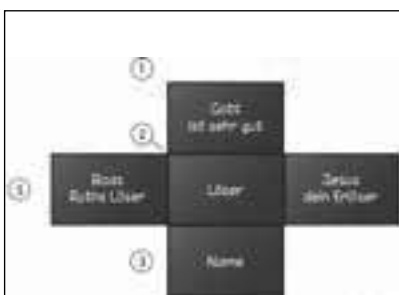 ①
Gott
ist sehr gut
②
Boas
Ruths Löser
Löser
Jesus
dein Erlöser
③
Name